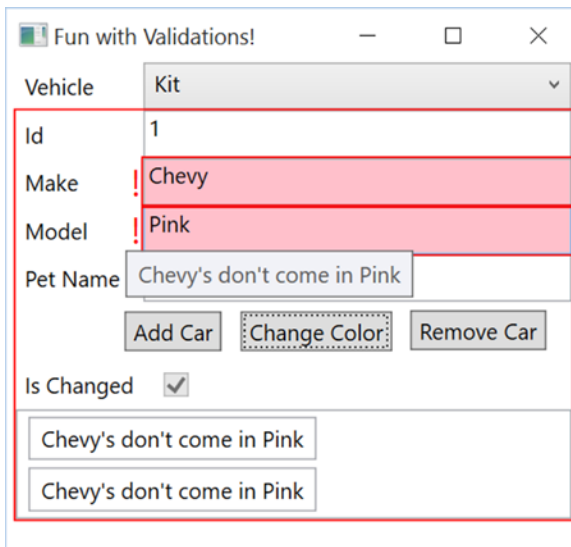 Fun with Validations!
Vehicle Kit
Id 1
Make ! Chevy
Model ! Pink
Pet Name Chevy's don't come in Pink
Add Car Change Color Remove Car
Is Changed
Chevy's don't come in Pink
Chevy's don't come in Pink